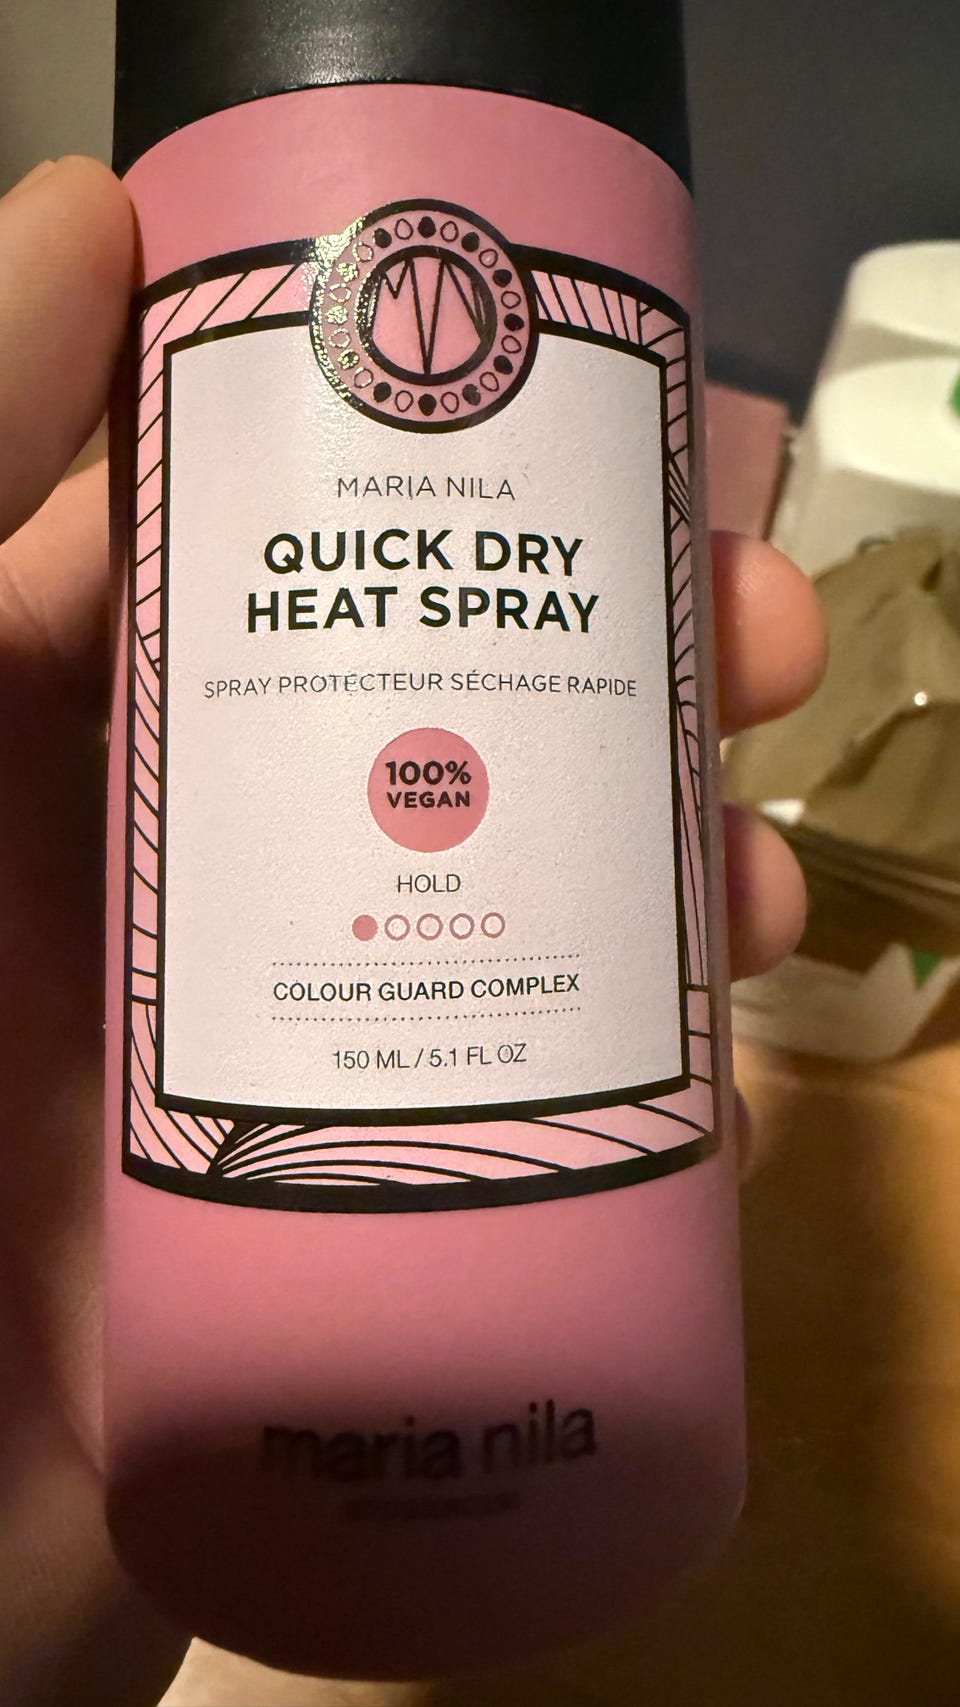 MN
MARIA NILA
QUICK DRY
HEAT SPRAY
SPRAY PROTECTEUR SÉCHAGE RAPIDE
100%
VEGAN
HOLD
COLOUR GUARD COMPLEX
150 ML / 5.1 FL OZ
maria nila